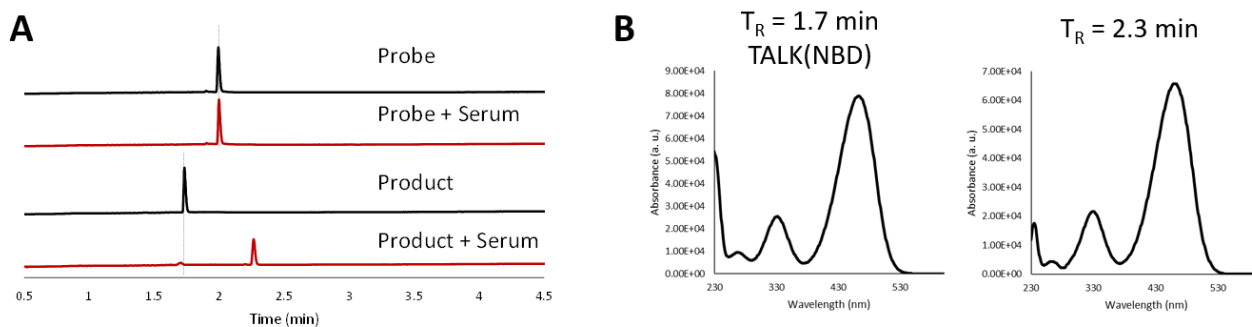 A
Probe
Probe + Serum
Product
Product + Serum
0.5 1 1.5 2 2.5 3 3.5 4 4.5
Time (min)
B
TR = 1.7 min
TALK(NBD)
9.00E+04
8.00E+04
7.00E+04
6.00E+04
5.00E+04
4.00E+04
3.00E+04
2.00E+04
1.00E+04
0.00E+00
Absorbance (a. u.)
230 330 430 530
Wavelength (nm)
TR = 2.3 min
7.00E+04
6.00E+04
5.00E+04
4.00E+04
3.00E+04
2.00E+04
1.00E+04
0.00E+00
Absorbance (a. u.)
230 330 430 530
Wavelength (nm)